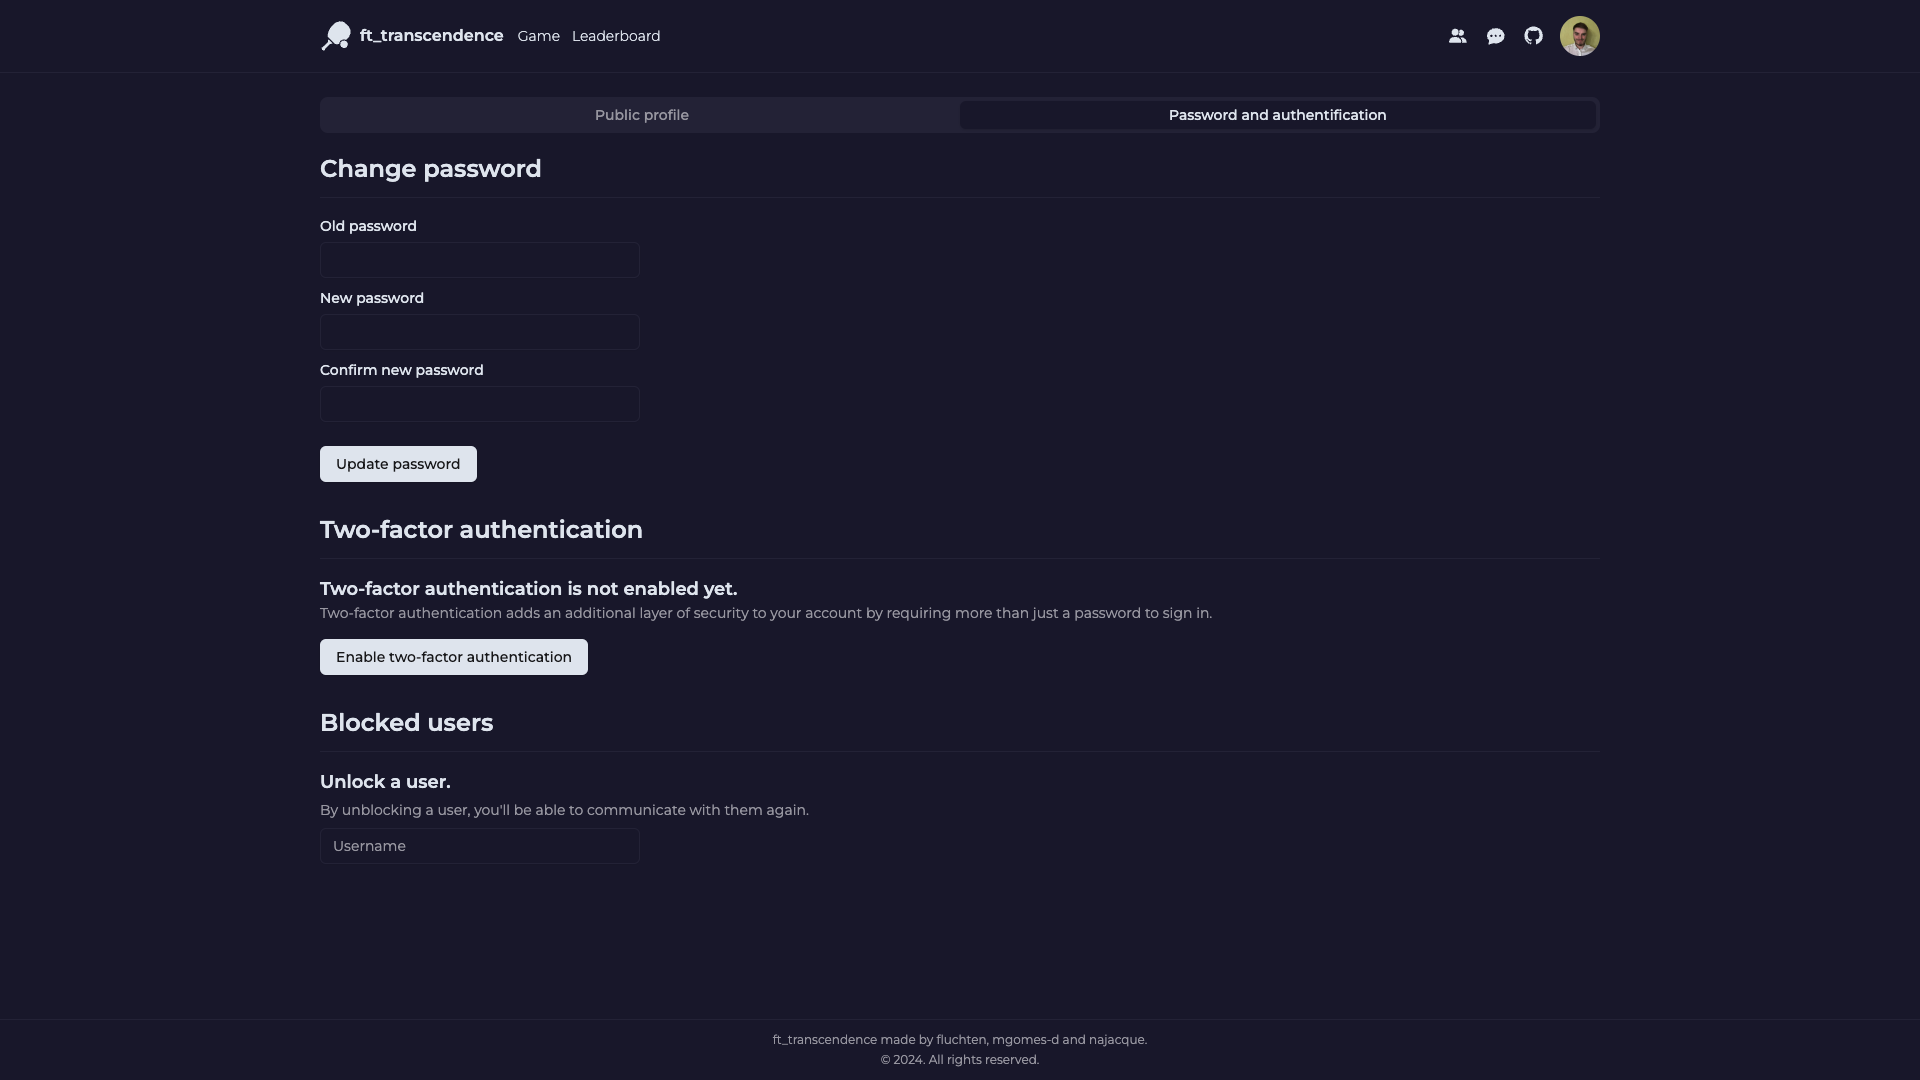 ft_transcendence Game Leaderboard
Public profile Password and authentification
Change password
Old password
New password
Confirm new password
Update password
Two-factor authentication
Two-factor authentication is not enabled yet.
Two-factor authentication adds an additional layer of security to your account by requiring more than just a password to sign in.
Enable two-factor authentication
Blocked users
Unlock a user.
By unblocking a user, you'll be able to communicate with them again.
Username
ft_transcendence made by fluchten, mgomes-d and najacque.
© 2024. All rights reserved.